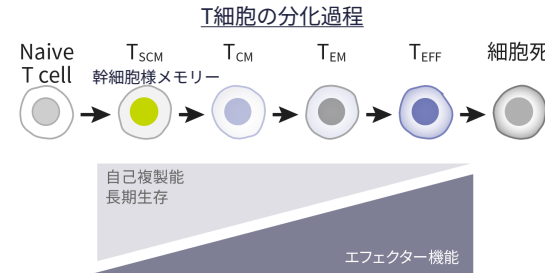 T細胞の分化過程
Naive
T cell
TSCM
幹細胞様メモリー
TCM
TEM
TEFF
細胞死
自己複製能
長期生存
エフェクター機能